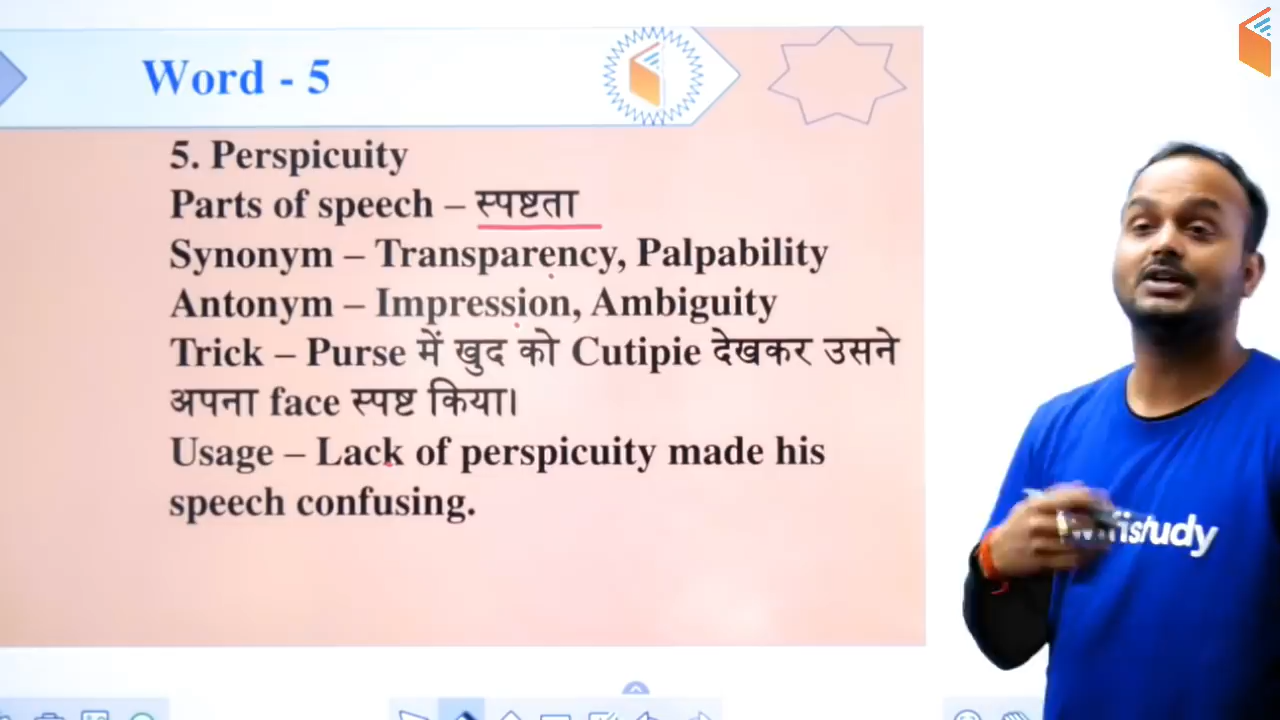 Word - 5
5. Perspicuity
Parts of speech – स्पष्टता
Synonym – Transparency, Palpability
Antonym – Impression, Ambiguity
Trick – Purse में खुद को Cutipie देखकर उसने
अपना face स्पष्ट किया।
Usage – Lack of perspicuity made his
speech confusing.
wifistudy